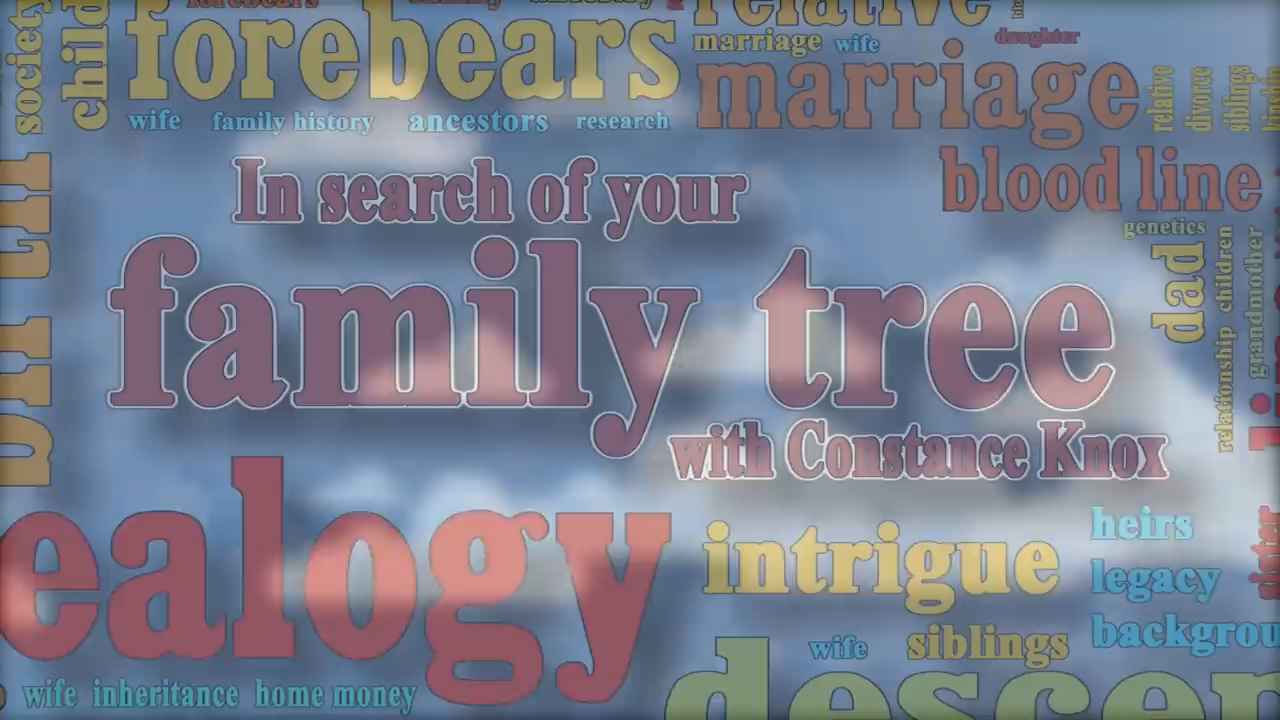 forebears
relative
society
child
forebears
marriage wife
daughter
marriage
wife family history ancestors research
relative
divorce
siblings
In search of your
blood line
genetics
family tree
dad
relationship children
grandmother
with Constance Knox
ealogy
intrigue
heirs
legacy
wife siblings
backgrou
wife inheritance home money
descen